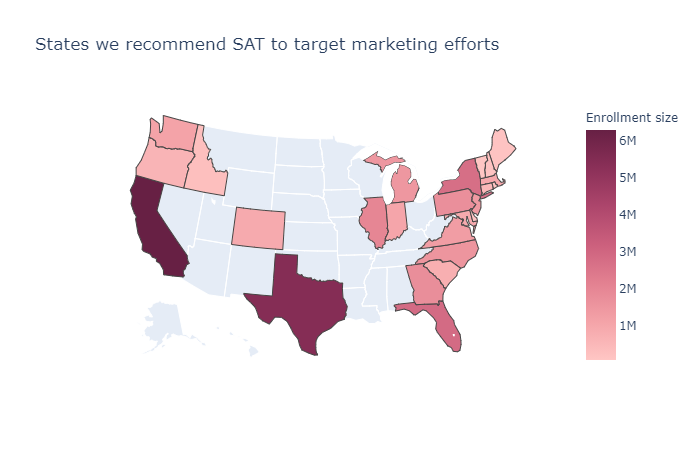 States we recommend SAT to target marketing efforts
Enrollment size
6M
5M
4M
3M
2M
1M